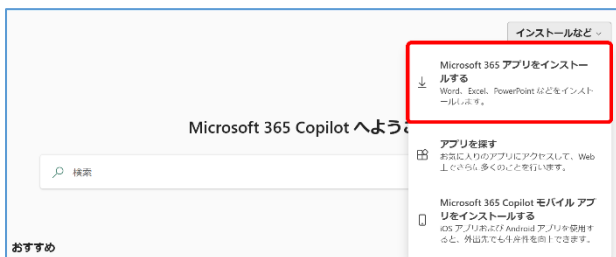 インストールなど
Microsoft 365 アプリをインストー
ルする
Word、Excel、PowerPoint などをインスト
ールします。
Microsoft 365 Copilot へようこ
検索
アプリを探す
お気に入りのアプリにアクセスして、Web
上でさらに多くのことを行います。
Microsoft 365 Copilot モバイル アプ
リをインストールする
iOS アプリおよび Android アプリを使用す
ると、外出先でも生産性を向上できます。
おすすめ